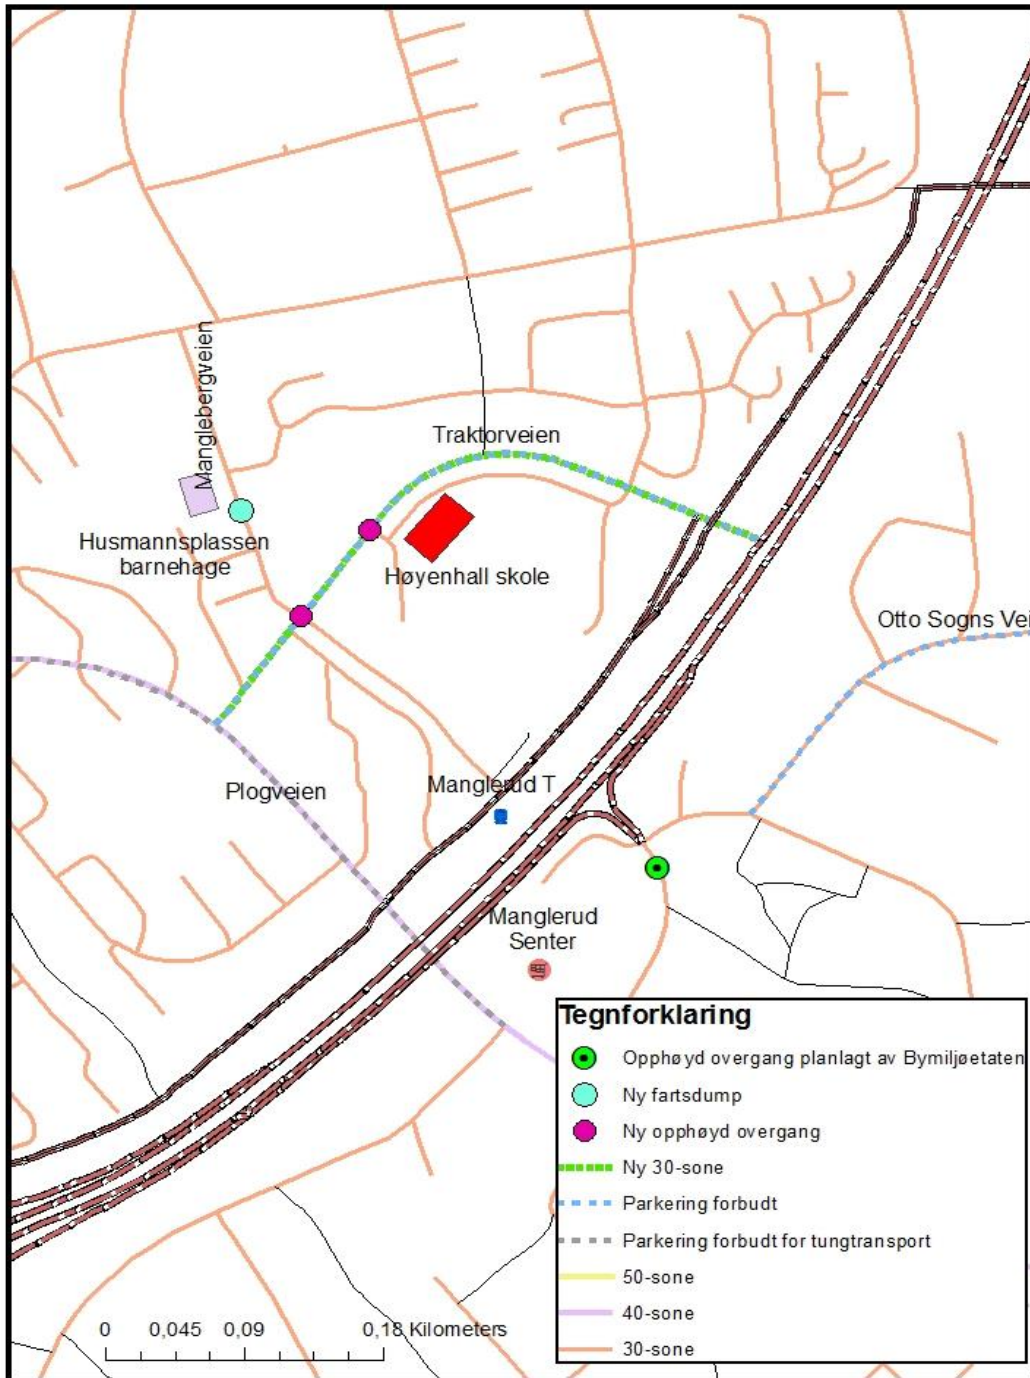 Manglebergveien
Traktorveien
Husmannsplassen
barnehage
Høyenhall skole
Otto Sogns Vei
Plogveien
Manglerud T
Manglerud
Senter
Tegnforklaring
Opphøyd overgang planlagt av Bymiljøetaten
Ny fartsdump
Ny opphøyd overgang
Ny 30-sone
Parkering forbudt
Parkering forbudt for tungtransport
50-sone
40-sone
30-sone
0 0,045 0,09 0,18 Kilometers